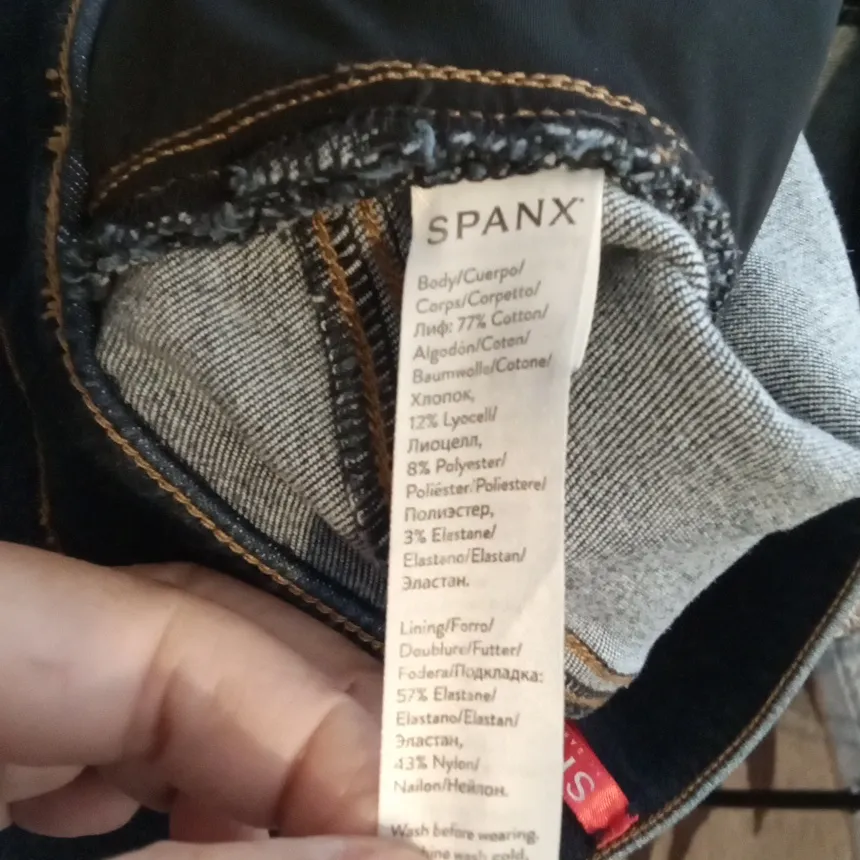 SPANX
Body/Cuerpo/
Corps/Corpetto/
Лиф: 77% Cotton/
Algodón/Coton/
Baumwolle/Cotone/
Хлопок,
12% Lyocell/
Лиоцелл,
8% Polyester/
Poliéster/Poliestere/
Полиэстер,
3% Elastane/
Elastano/Elastan/
Эластан.
Lining/Forro/
Doublure/Futter/
Fodera/Подкладка:
57% Elastane/
Elastano/Elastan/
Эластан,
43% Nylon/
Nailon/Нейлон.
Wash before wearing.
wash cold.